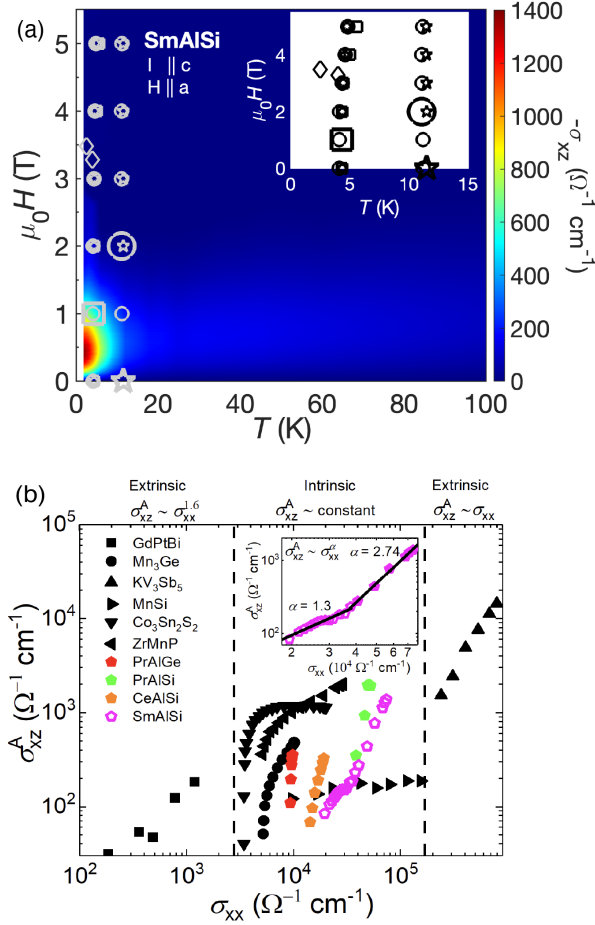 (a)
SmAlSi
I || c
H || a
μ0H (T)
5
4
3
2
1
0
0
20
40
60
80
100
T (K)
μ0H (T)
4
2
0
0
5
10
15
T (K)
1400
1200
1000
800
600
400
200
0
-σxz (Ω-1 cm-1)
(b)
Extrinsic
σAxz ~ σ1.6xx
Intrinsic
σAxz ~ constant
Extrinsic
σAxz ~ σxx
105
104
103
102
σAxz (Ω-1 cm-1)
GdPtBi
Mn3Ge
KV3Sb5
MnSi
Co3Sn2S2
ZrMnP
PrAlGe
PrAlSi
CeAlSi
SmAlSi
σAxz ~ σαxx α = 2.74
α = 1.3
103
102
σAxz (Ω-1 cm-1)
2
3
4
5
6
7
σxx (104 Ω-1 cm-1)
102
103
104
105
σxx (Ω-1 cm-1)